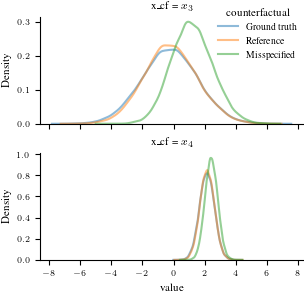 x_cf = x₃
counterfactual
Ground truth
Reference
Misspecified
Density
0.3
0.2
0.1
0.0
x_cf = x₄
Density
1.0
0.8
0.6
0.4
0.2
0.0
−8 −6 −4 −2 0 2 4 6 8
value